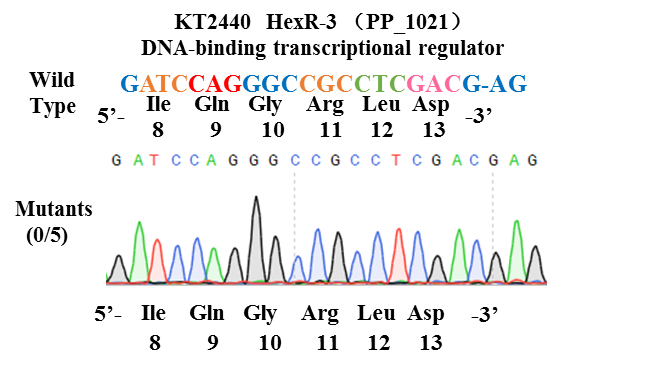 KT2440 HexR-3 （PP_1021）
DNA-binding transcriptional regulator
Wild Type
GATCCAGGGCCGCCTCGACG-AG
5’- Ile Gln Gly Arg Leu Asp -3’
8 9 10 11 12 13
G A T C C A G G G C C G C C T C G A C G A G
Mutants
(0/5)
5’- Ile Gln Gly Arg Leu Asp -3’
8 9 10 11 12 13